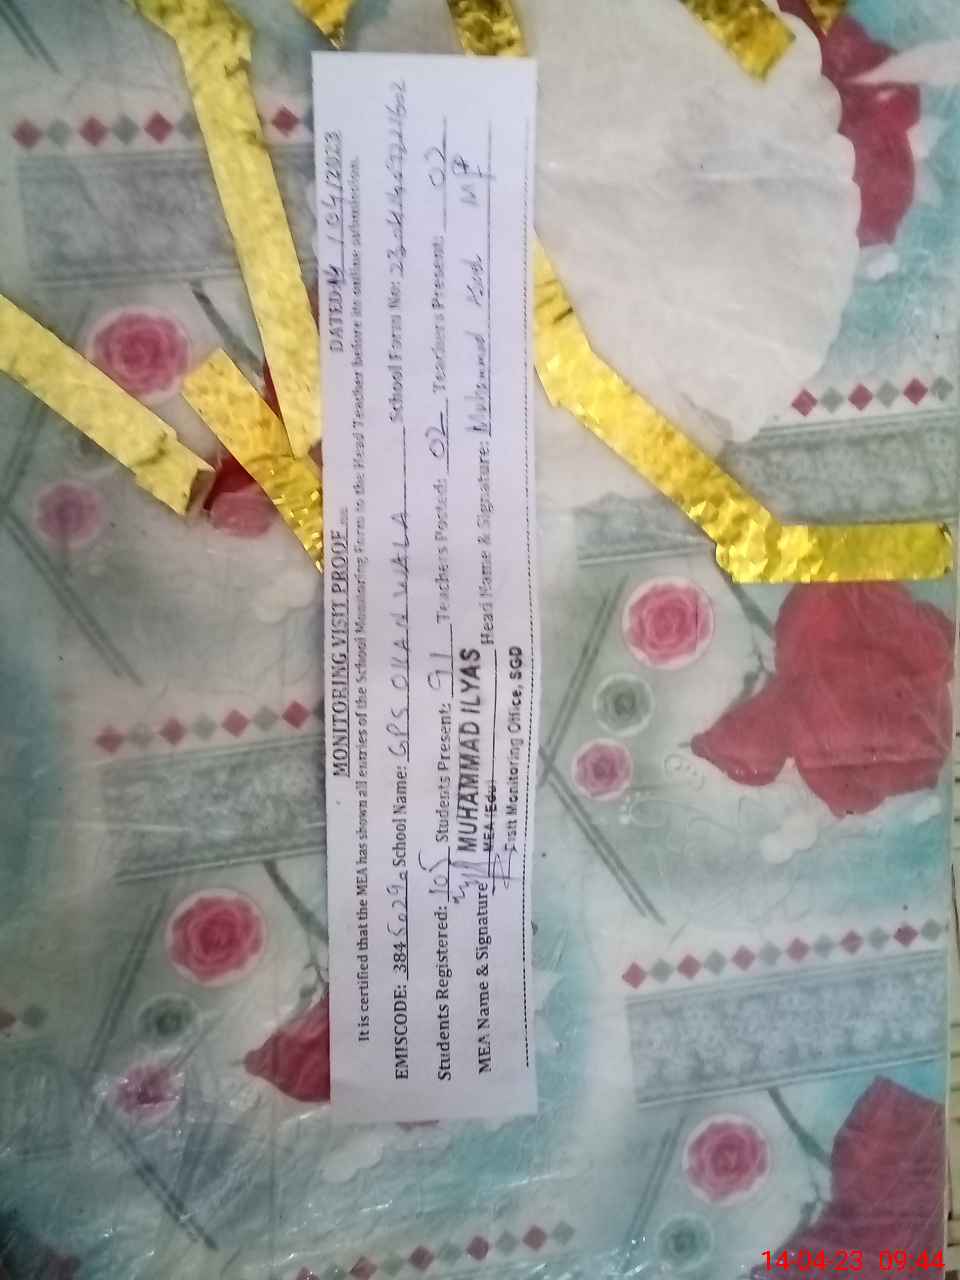 MONITORING VISIT PROOF
DATED: 14 / 04 / 2023
It is certified that the MEA has shown all entries of the School Monitoring Form to the Head Teacher before its online submission.
EMISCODE: 384 School Name: GPS OKAN WALA School Form No:
Students Registered: 105 Students Present: 91 Teachers Posted: 02 Teachers Present: 02
MEA Name & Signature MUHAMMAD ILYAS Head Name & Signature: Muhammad
MEA (Edu)
Distt Monitoring Office, SGD
14-04-23 09:44